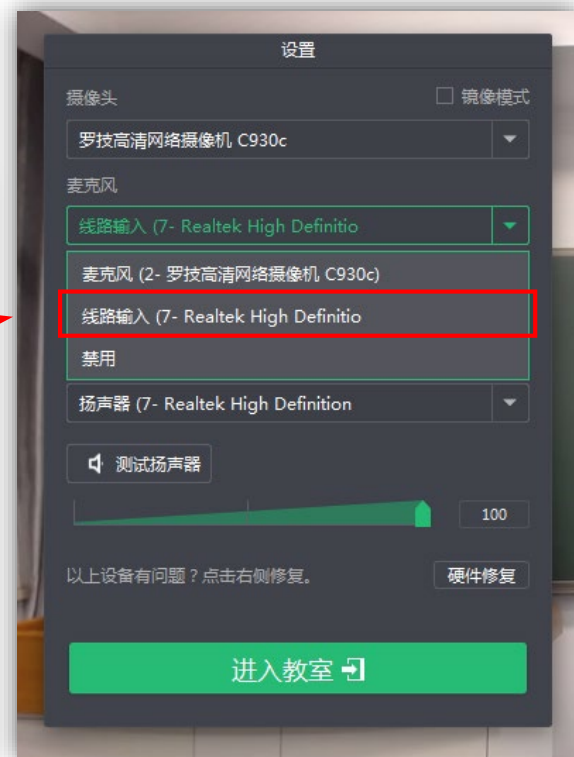 设置
摄像头 镜像模式
罗技高清网络摄像机 C930c
麦克风
线路输入 (7- Realtek High Definitio
麦克风 (2- 罗技高清网络摄像机 C930c)
线路输入 (7- Realtek High Definitio
禁用
扬声器 (7- Realtek High Definition
测试扬声器
100
以上设备有问题？点击右侧修复。 硬件修复
进入教室